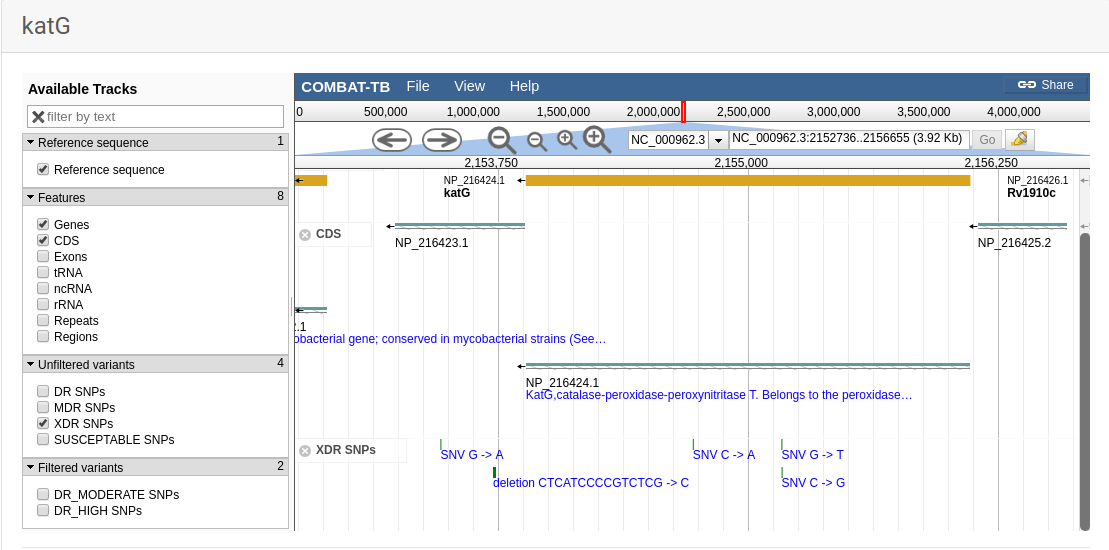 katG
Available Tracks
filter by text
Reference sequence 1
Reference sequence
Features 8
Genes
CDS
Exons
tRNA
ncRNA
rRNA
Repeats
Regions
Unfiltered variants 4
DR SNPs
MDR SNPs
XDR SNPs
SUSCEPTABLE SNPs
Filtered variants 2
DR_MODERATE SNPs
DR_HIGH SNPs
COMBAT-TB File View Help Share
0 500,000 1,000,000 1,500,000 2,000,000 2,500,000 3,000,000 3,500,000 4,000,000
NC_000962.3 NC_000962.3:2152736..2156655 (3.92 Kb) Go
2,153,750 2,155,000 2,156,250
NP_216424.1 NP_216426.1
katG Rv1910c
CDS
NP_216423.1 NP_216425.2
.1
obacterial gene; conserved in mycobacterial strains (See…
NP_216424.1
KatG,catalase-peroxidase-peroxynitritase T. Belongs to the peroxidase…
XDR SNPs
SNV G -> A SNV C -> A SNV G -> T
deletion CTCATCCCCGTCTCG -> C SNV C -> G